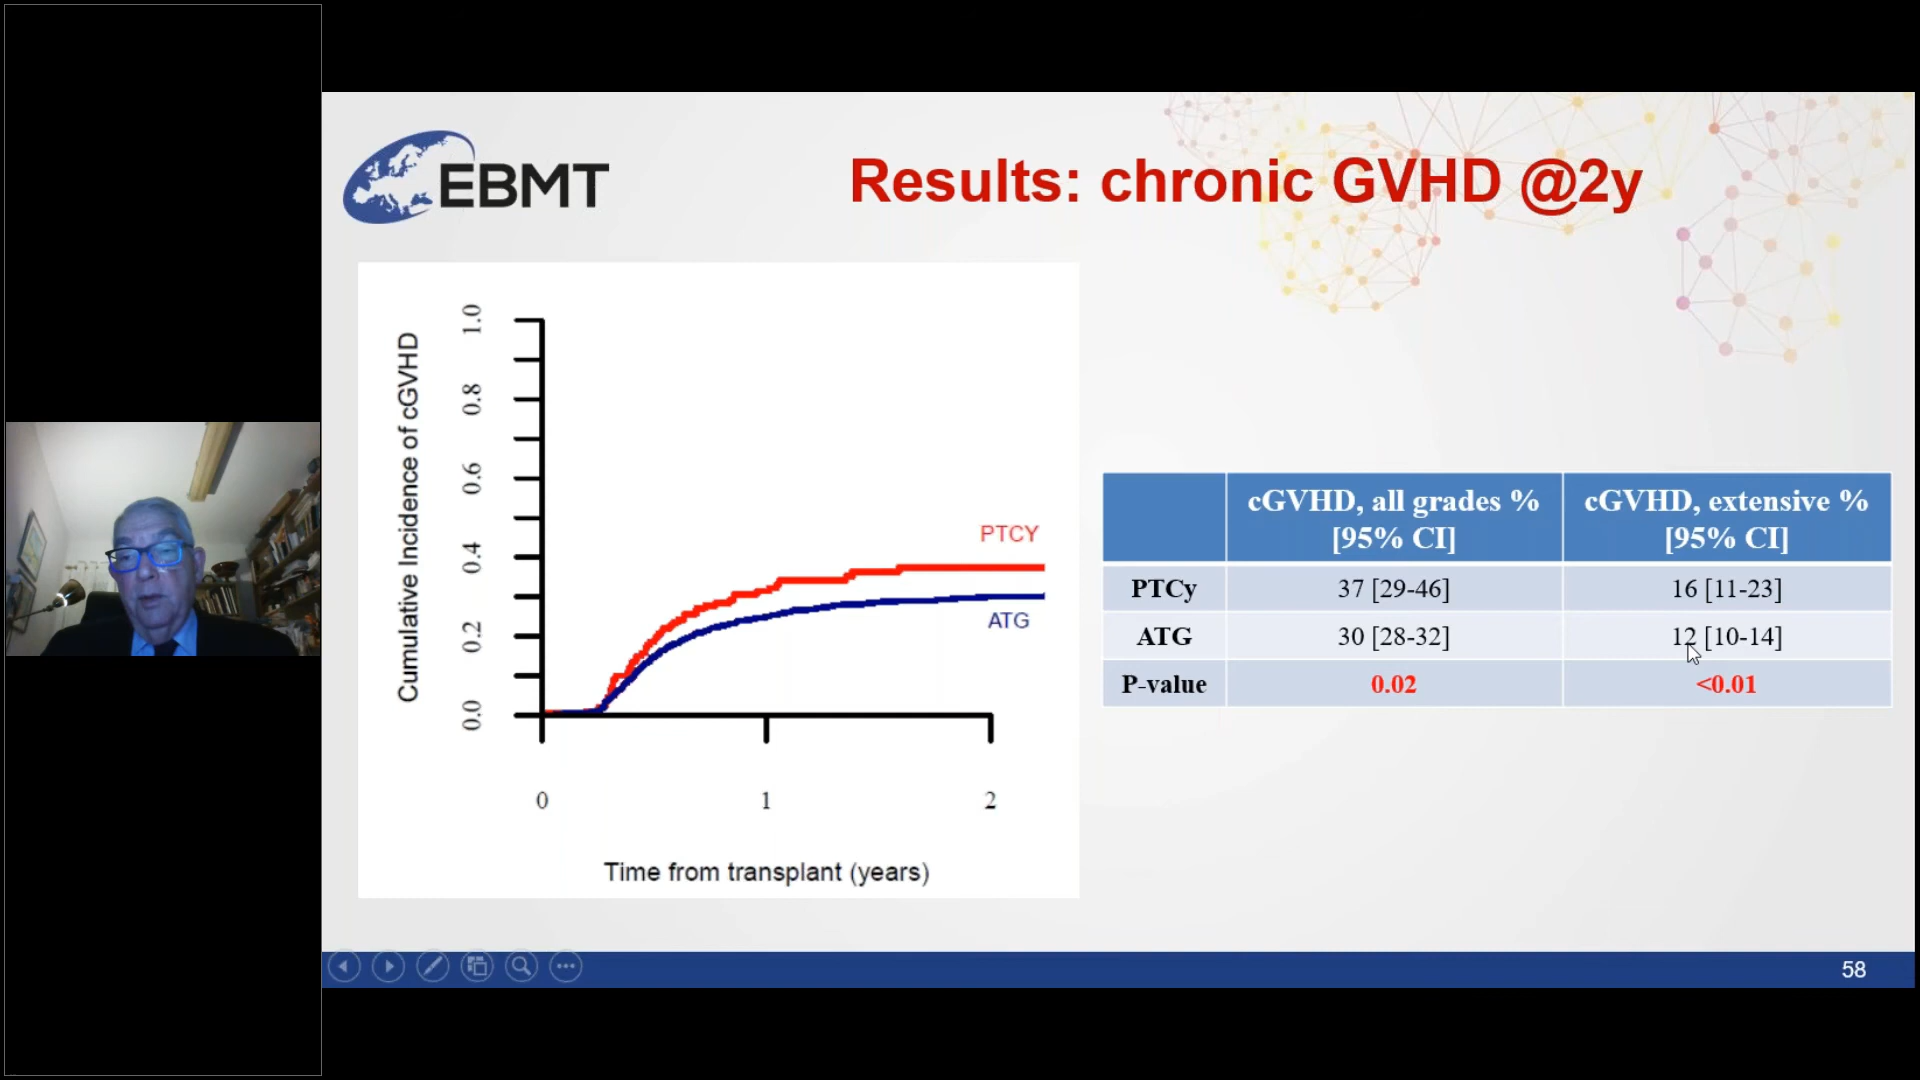 EBMT
Results: chronic GVHD @2y
Cumulative Incidence of cGVHD
1.0
0.8
0.6
0.4
0.2
0.0
PTCY
ATG
0 1 2
Time from transplant (years)
cGVHD, all grades % [95% CI] cGVHD, extensive % [95% CI]
PTCy 37 [29-46] 16 [11-23]
ATG 30 [28-32] 12 [10-14]
P-value 0.02 <0.01
58